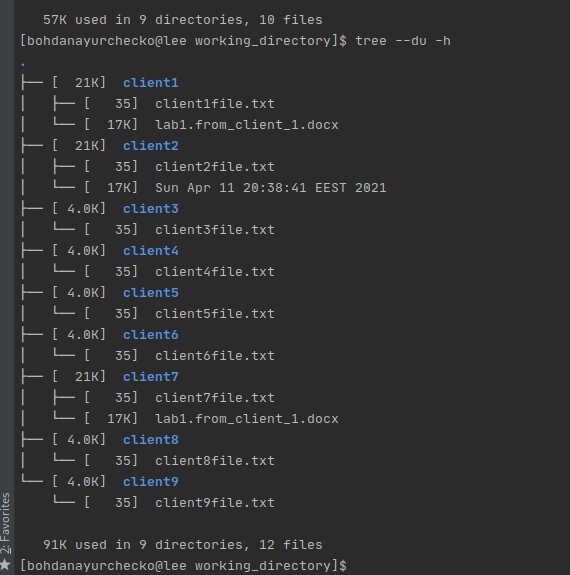 57K used in 9 directories, 10 files
[bohdanayurchecko@lee working_directory]$ tree --du -h
.
├── [  21K]  client1
│   ├── [   35]  client1file.txt
│   └── [  17K]  lab1.from_client_1.docx
├── [  21K]  client2
│   ├── [   35]  client2file.txt
│   └── [  17K]  Sun Apr 11 20:38:41 EEST 2021
├── [ 4.0K]  client3
│   └── [   35]  client3file.txt
├── [ 4.0K]  client4
│   └── [   35]  client4file.txt
├── [ 4.0K]  client5
│   └── [   35]  client5file.txt
├── [ 4.0K]  client6
│   └── [   35]  client6file.txt
├── [  21K]  client7
│   ├── [   35]  client7file.txt
│   └── [  17K]  lab1.from_client_1.docx
├── [ 4.0K]  client8
│   └── [   35]  client8file.txt
└── [ 4.0K]  client9
    └── [   35]  client9file.txt
91K used in 9 directories, 12 files
[bohdanayurchecko@lee working_directory]$
2: Favorites